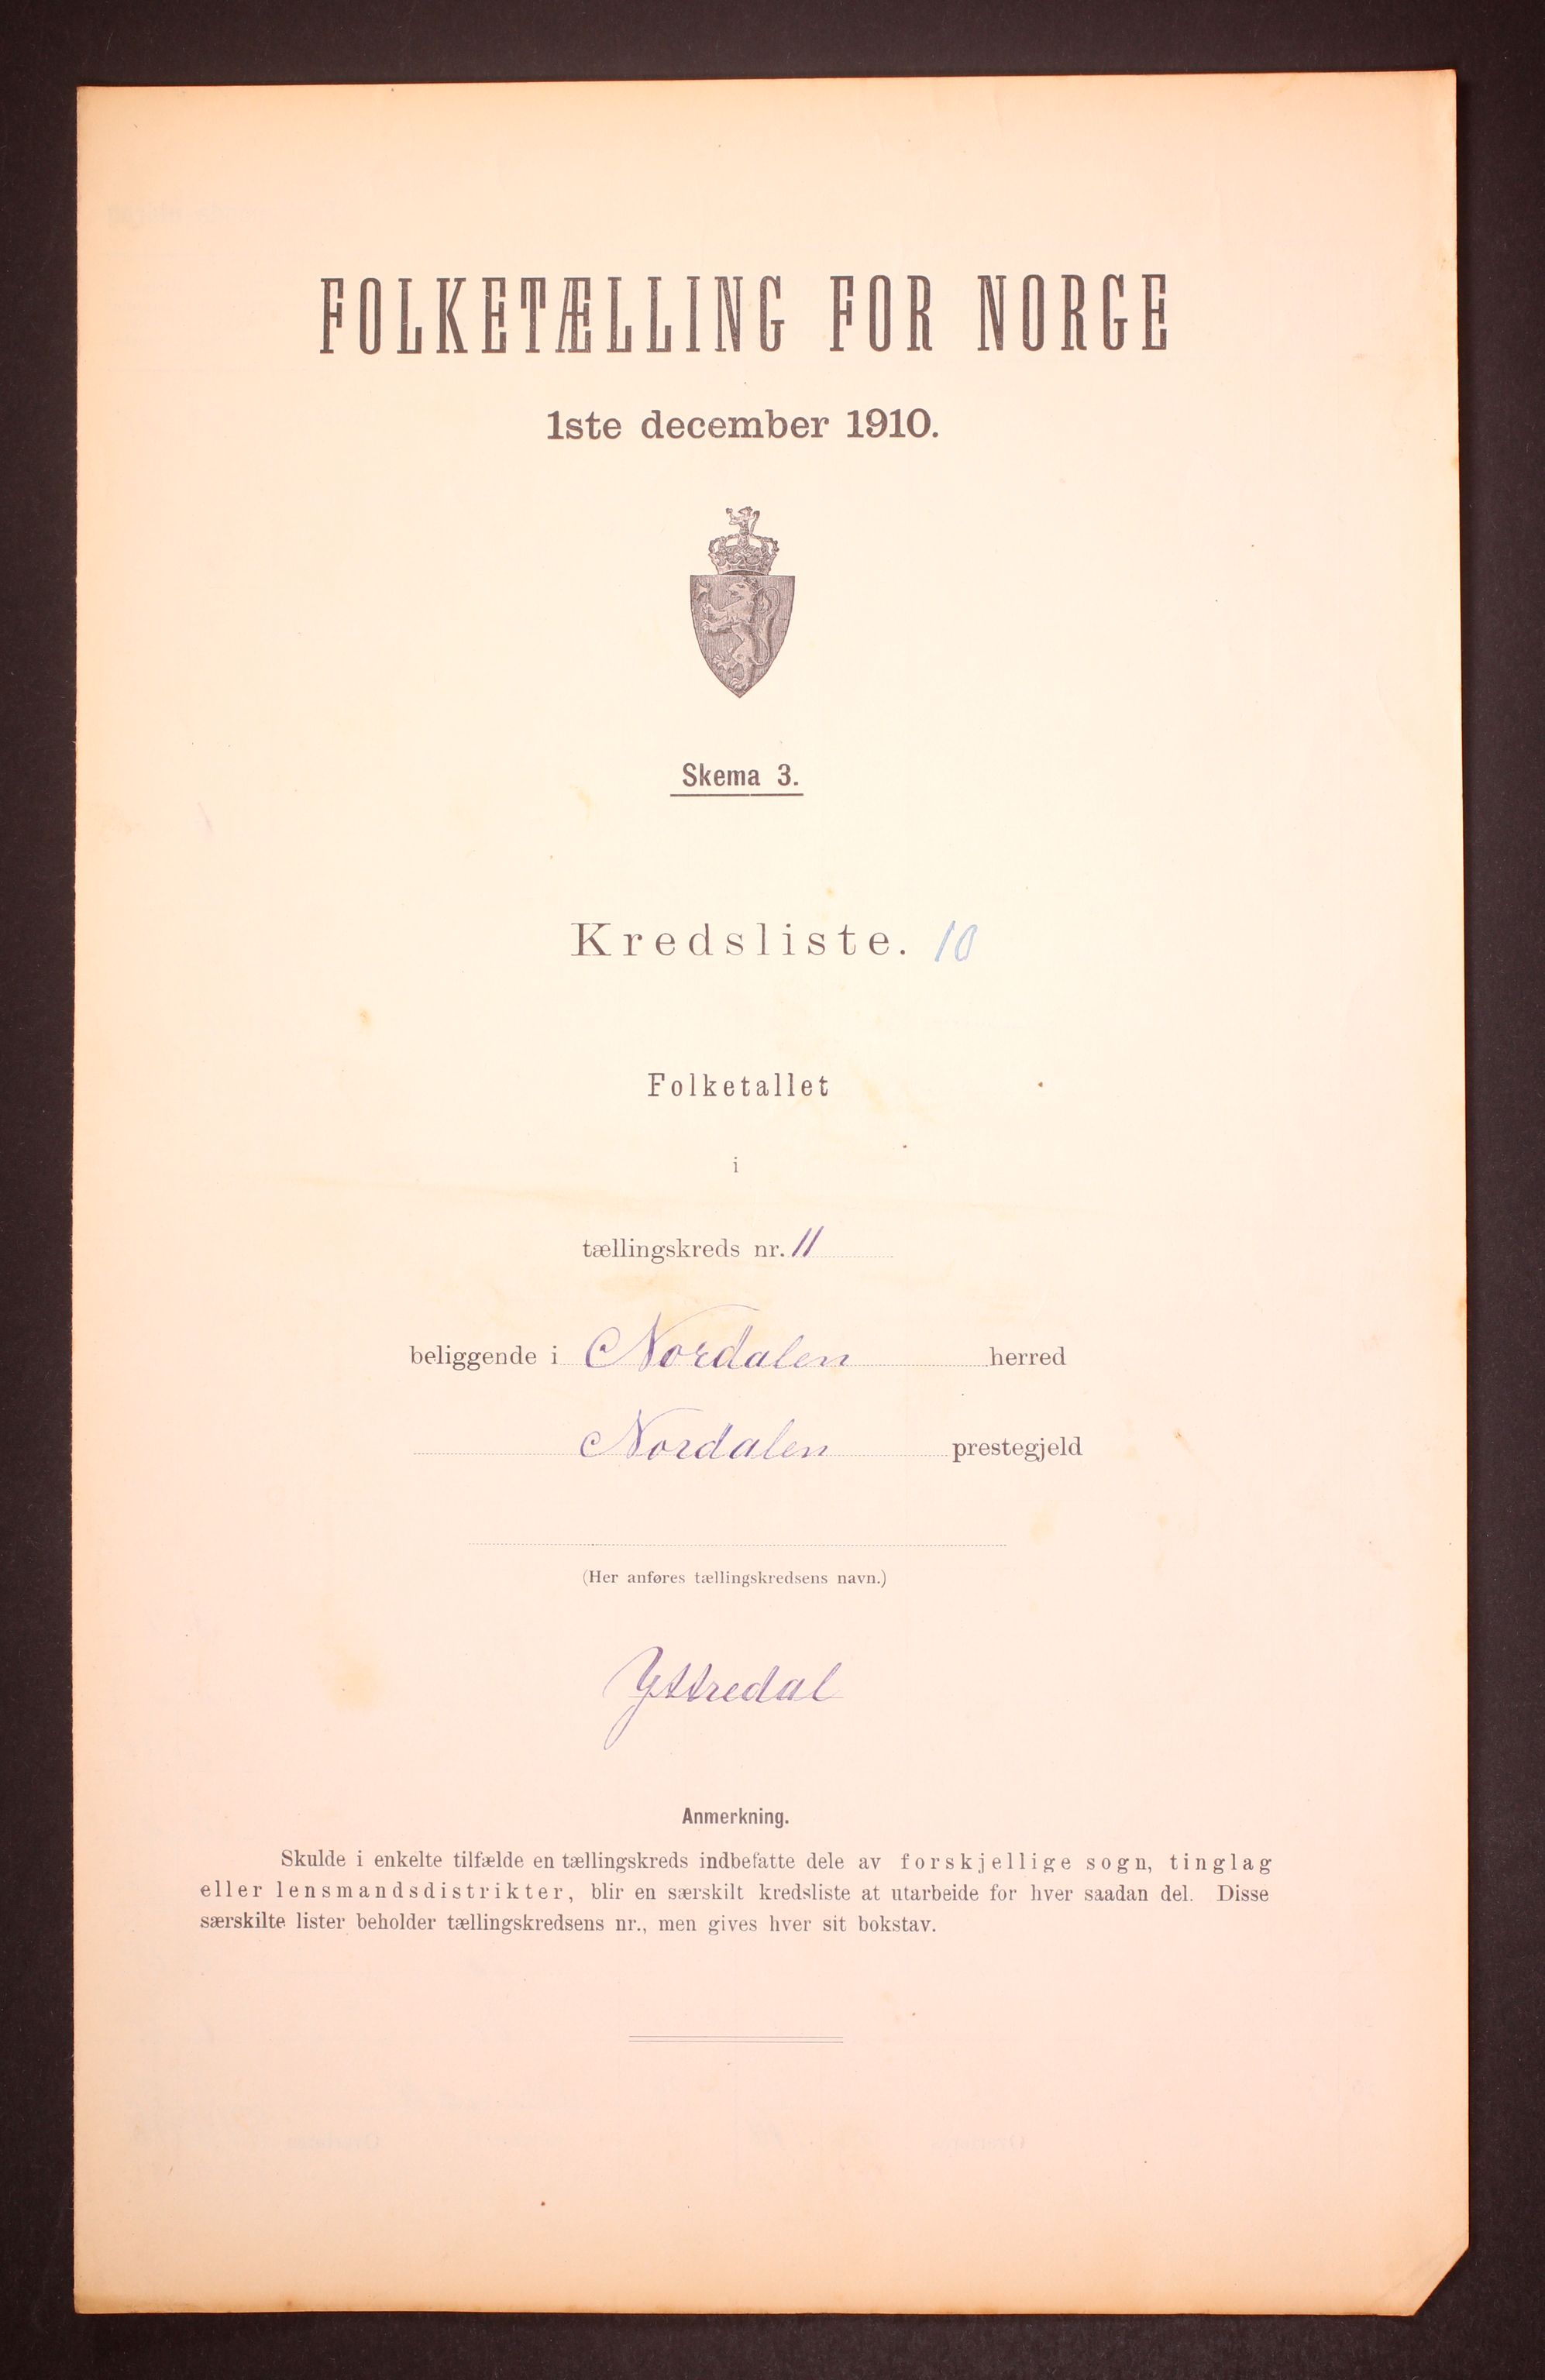 FOLKETÆLLING FOR NORGE
1ste december 1910.
Skema 3.
Kredsliste. 10
Folketallet
i
tællingskreds nr. 11
beliggende i Nordalen herred
Nordalen prestegjeld
(Her anføres tællingskredsens navn.)
Yttredal
Anmerkning.
Skulde i enkelte tilfælde en tællingskreds indbefatte dele av forskjellige sogn, tinglag
eller lensmandsdistrikter, blir en særskilt kredsliste at utarbeide for hver saadan del. Disse
særskilte lister beholder tællingskredsens nr., men gives hver sit bokstav.